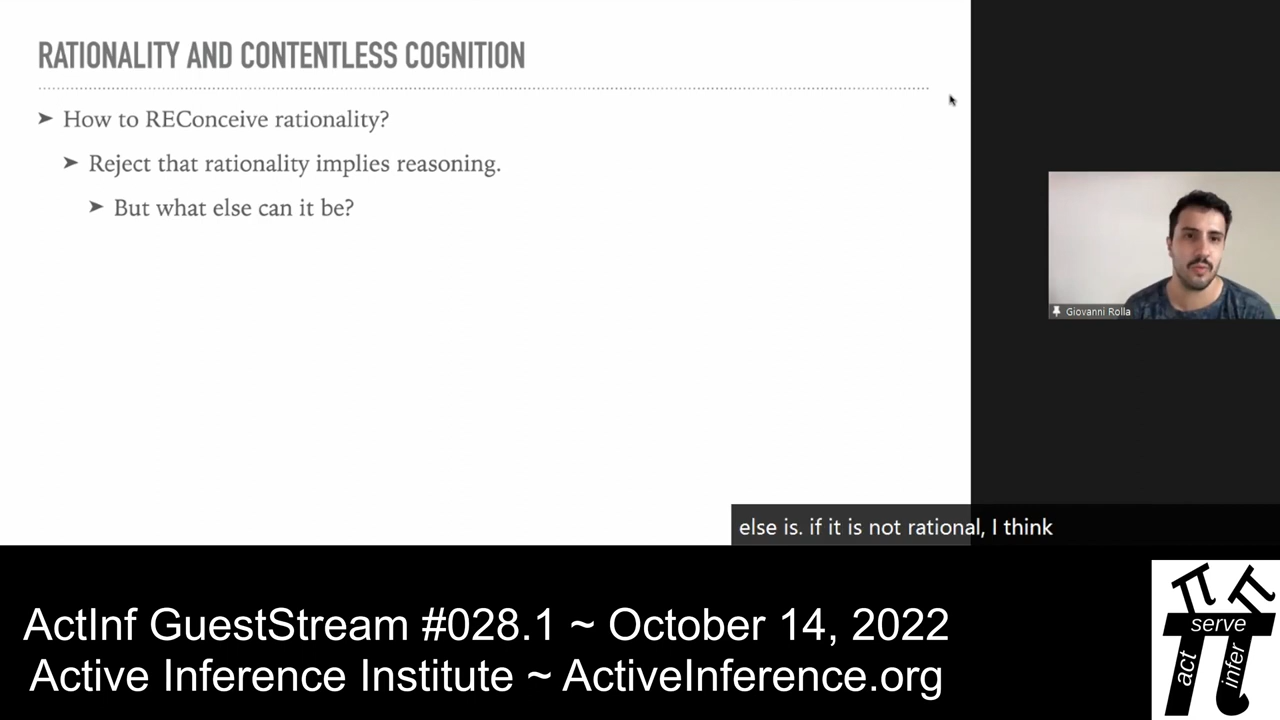 RATIONALITY AND CONTENTLESS COGNITION
➤ How to REConceive rationality?
➤ Reject that rationality implies reasoning.
➤ But what else can it be?
Giovanni Rolla
else is. if it is not rational, I think
ActInf GuestStream #028.1 ~ October 14, 2022
Active Inference Institute ~ ActiveInference.org
serve
act
infer